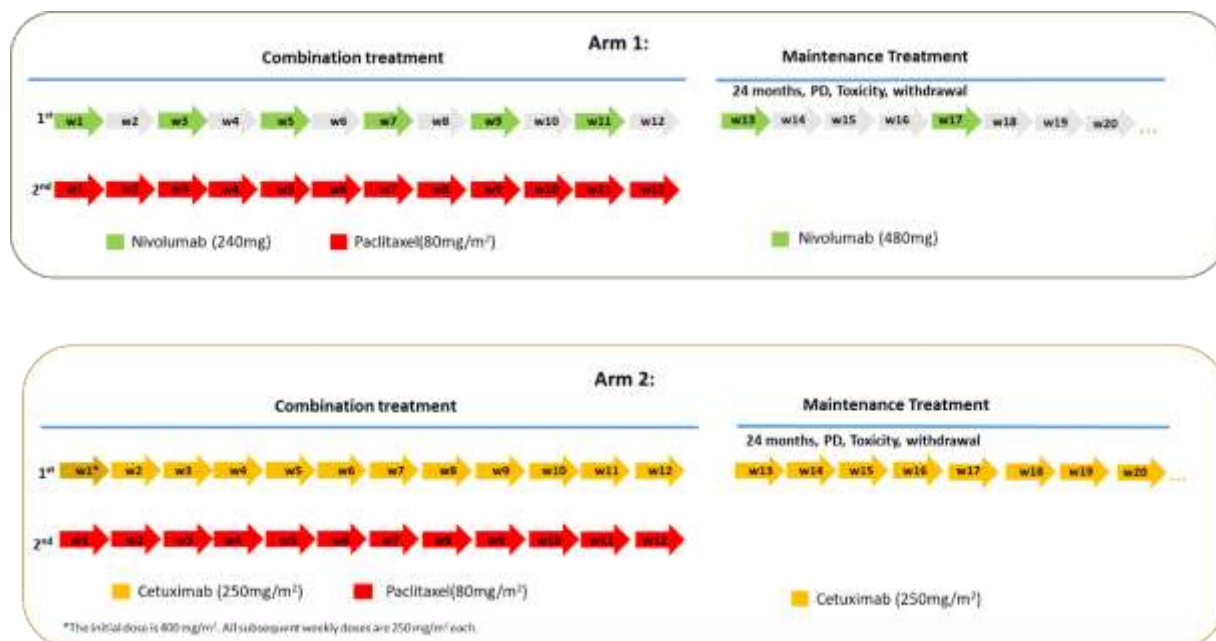 Arm 1:
Combination treatment
Maintenance Treatment
24 months, PD, Toxicity, withdrawal
1st w1 w2 w3 w4 w5 w6 w7 w8 w9 w10 w11 w12 w13 w14 w15 w16 w17 w18 w19 w20 ...
2nd w1 w2 w3 w4 w5 w6 w7 w8 w9 w10 w11 w12
Nivolumab (240mg) Paclitaxel(80mg/m²) Nivolumab (480mg)
Arm 2:
Combination treatment
Maintenance Treatment
24 months, PD, Toxicity, withdrawal
1st w1* w2 w3 w4 w5 w6 w7 w8 w9 w10 w11 w12 w13 w14 w15 w16 w17 w18 w19 w20 ...
2nd w1 w2 w3 w4 w5 w6 w7 w8 w9 w10 w11 w12
Cetuximab (250mg/m²) Paclitaxel(80mg/m²) Cetuximab (250mg/m²)
*The initial dose is 400 mg/m². All subsequent weekly doses are 250 mg/m² each.